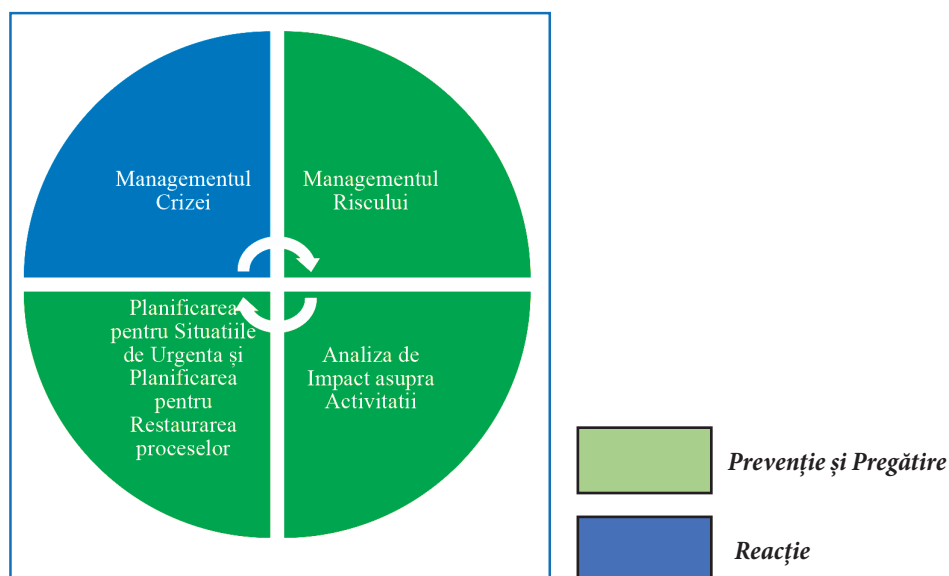 Managementul
Crizei
Managementul
Riscului
Planificarea
pentru Situatiile
de Urgenta și
Planificarea
pentru
Restaurarea
proceselor
Analiza de
Impact asupra
Activitatii
Prevenție și Pregătire
Reacție